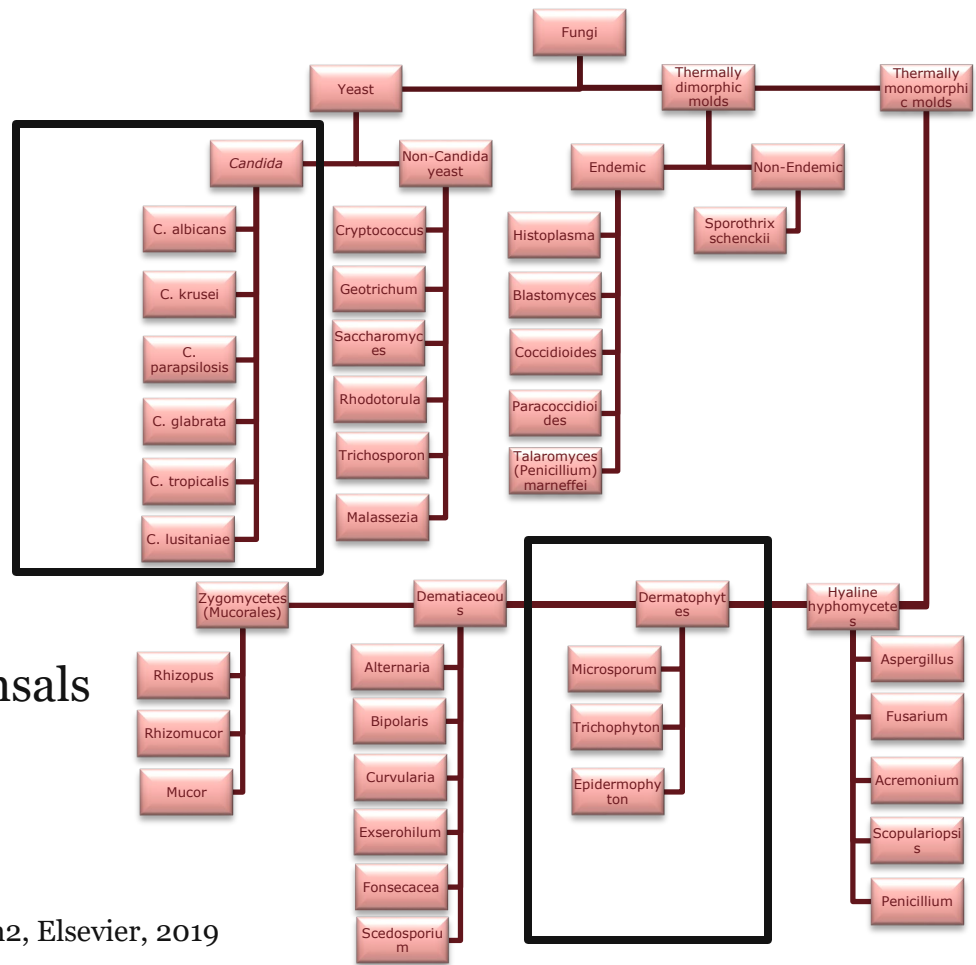 Fungi
Yeast
Thermally
dimorphic
molds
Thermally
monomorphi
c molds
Candida
Non-Candida
yeast
Endemic
Non-Endemic
C. albicans
C. krusei
C.
parapsilosis
C. glabrata
C. tropicalis
C. lusitaniae
Cryptococcus
Geotrichum
Saccharomyc
es
Rhodotorula
Trichosporon
Malassezia
Histoplasma
Blastomyces
Coccidioides
Paracoccidioi
des
Talaromyces
(Penicillium)
marneffei
Sporothrix
schenckii
Zygomycetes
(Mucorales)
Dematiaceou
s
Dermatophyt
es
Hyaline
hyphomycete
s
Rhizopus
Rhizomucor
Mucor
Alternaria
Bipolaris
Curvularia
Exserohilum
Fonsecacea
Scedosporiu
m
Microsporum
Trichophyton
Epidermophy
ton
Aspergillus
Fusarium
Acremonium
Scopulariopsi
s
Penicillium
nsals
n2, Elsevier, 2019